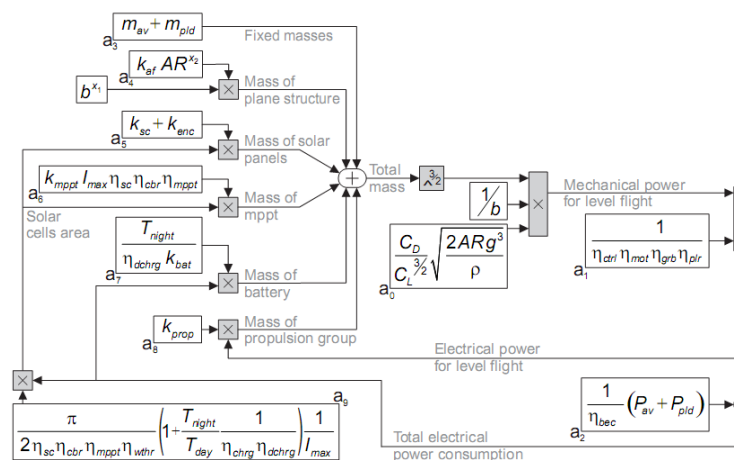 m_av + m_pld
a_3
Fixed masses
k_af AR^x_2
a_4
b^x_1
×
Mass of
plane structure
k_sc + k_enc
a_5
×
Mass of solar
panels
k_mppt I_max η_sc η_cbr η_mppt
a_6
×
Mass of
mppt
Solar
cells area
+
Total
mass
^3/2
1/b
×
Mechanical power
for level flight
C_D / C_L^3/2 √(2ARg^3 / ρ)
a_0
1 / η_ctrl η_mot η_grb η_plr
a_1
T_night / η_dchrg k_bat
a_7
×
Mass of
battery
k_prop
a_8
×
Mass of
propulsion group
Electrical power
for level flight
×
a_9
π / 2 η_sc η_cbr η_mppt η_wthr (1 + T_night / T_day 1 / η_chrg η_dchrg) 1 / I_max
1 / η_bec (P_av + P_pld)
a_2
Total electrical
power consumption